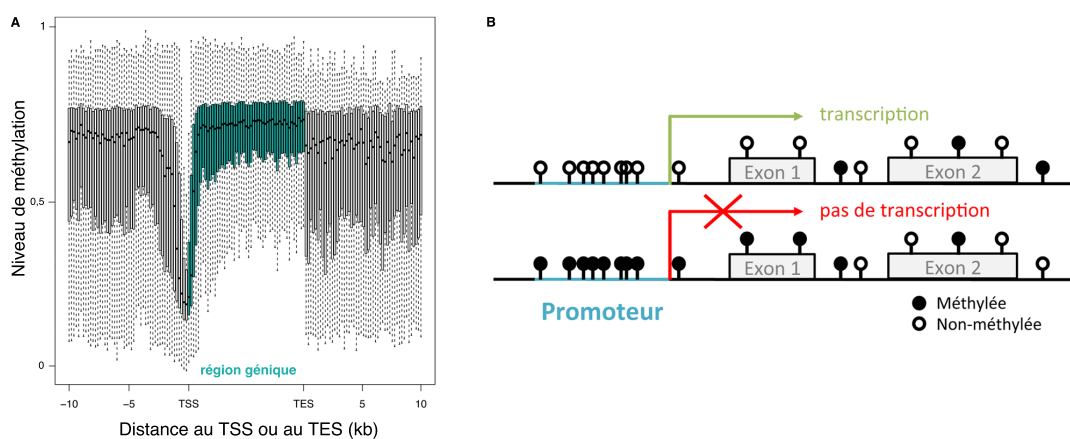 A
1
0,5
0
Niveau de méthylation
région génique
−10
−5
TSS
TES
5
10
Distance au TSS ou au TES (kb)
B
transcription
Exon 1
Exon 2
pas de transcription
Exon 1
Exon 2
Promoteur
Méthylée
Non-méthylée